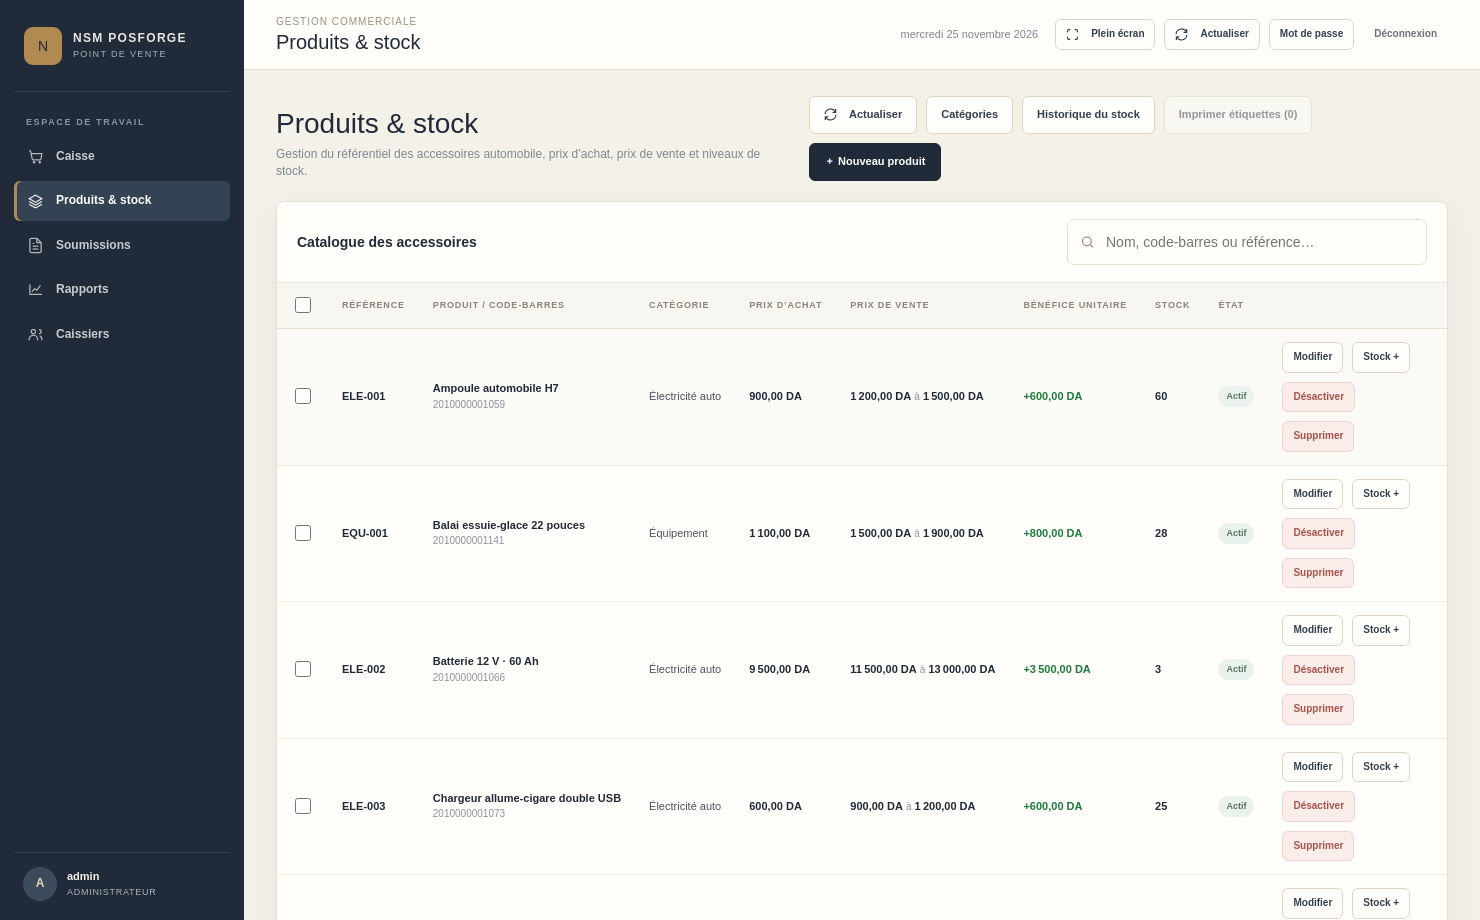 N
NSM POSFORGE
POINT DE VENTE
ESPACE DE TRAVAIL
Caisse
Produits & stock
Soumissions
Rapports
Caissiers
A
admin
ADMINISTRATEUR
GESTION COMMERCIALE
Produits & stock
mercredi 25 novembre 2026
Plein écran
Actualiser
Mot de passe
Déconnexion
Produits & stock
Gestion du référentiel des accessoires automobile, prix d’achat, prix de vente et niveaux de
stock.
Actualiser
Catégories
Historique du stock
Imprimer étiquettes (0)
+ Nouveau produit
Catalogue des accessoires
Nom, code-barres ou référence…
RÉFÉRENCE PRODUIT / CODE-BARRES CATÉGORIE PRIX D’ACHAT PRIX DE VENTE BÉNÉFICE UNITAIRE STOCK ÉTAT
ELE-001
Ampoule automobile H7
2010000001059
Électricité auto
900,00 DA
1 200,00 DA à 1 500,00 DA
+600,00 DA
60
Actif
Modifier
Stock +
Désactiver
Supprimer
EQU-001
Balai essuie-glace 22 pouces
2010000001141
Équipement
1 100,00 DA
1 500,00 DA à 1 900,00 DA
+800,00 DA
28
Actif
Modifier
Stock +
Désactiver
Supprimer
ELE-002
Batterie 12 V · 60 Ah
2010000001066
Électricité auto
9 500,00 DA
11 500,00 DA à 13 000,00 DA
+3 500,00 DA
3
Actif
Modifier
Stock +
Désactiver
Supprimer
ELE-003
Chargeur allume-cigare double USB
2010000001073
Électricité auto
600,00 DA
900,00 DA à 1 200,00 DA
+600,00 DA
25
Actif
Modifier
Stock +
Désactiver
Supprimer
Modifier
Stock +